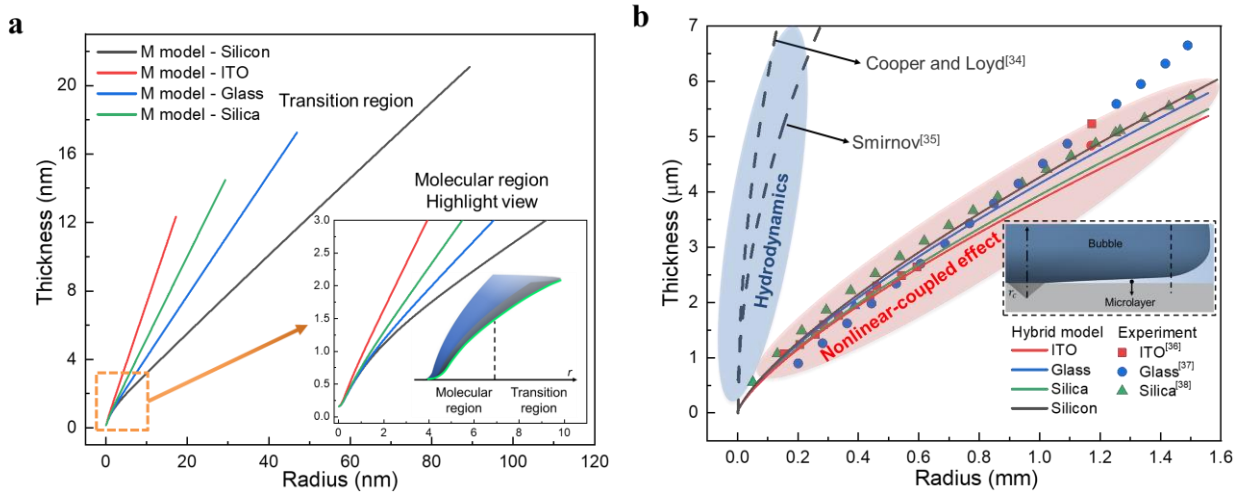 a
M model - Silicon
M model - ITO
M model - Glass
M model - Silica
Transition region
Molecular region
Highlight view
3.0
2.5
2.0
1.5
1.0
0.5
0.0
0 2 4 6 8 10
r
Molecular
region
Transition
region
Thickness (nm)
20
16
12
8
4
0
0 20 40 60 80 100 120
Radius (nm)
b
Cooper and Loyd[34]
Smirnov[35]
Hydrodynamics
Nonlinear-coupled effect
Bubble
rc
Microlayer
Hybrid model
ITO
Glass
Silica
Silicon
Experiment
ITO[36]
Glass[37]
Silica[38]
Thickness (μm)
7
6
5
4
3
2
1
0
0.0 0.2 0.4 0.6 0.8 1.0 1.2 1.4 1.6
Radius (mm)